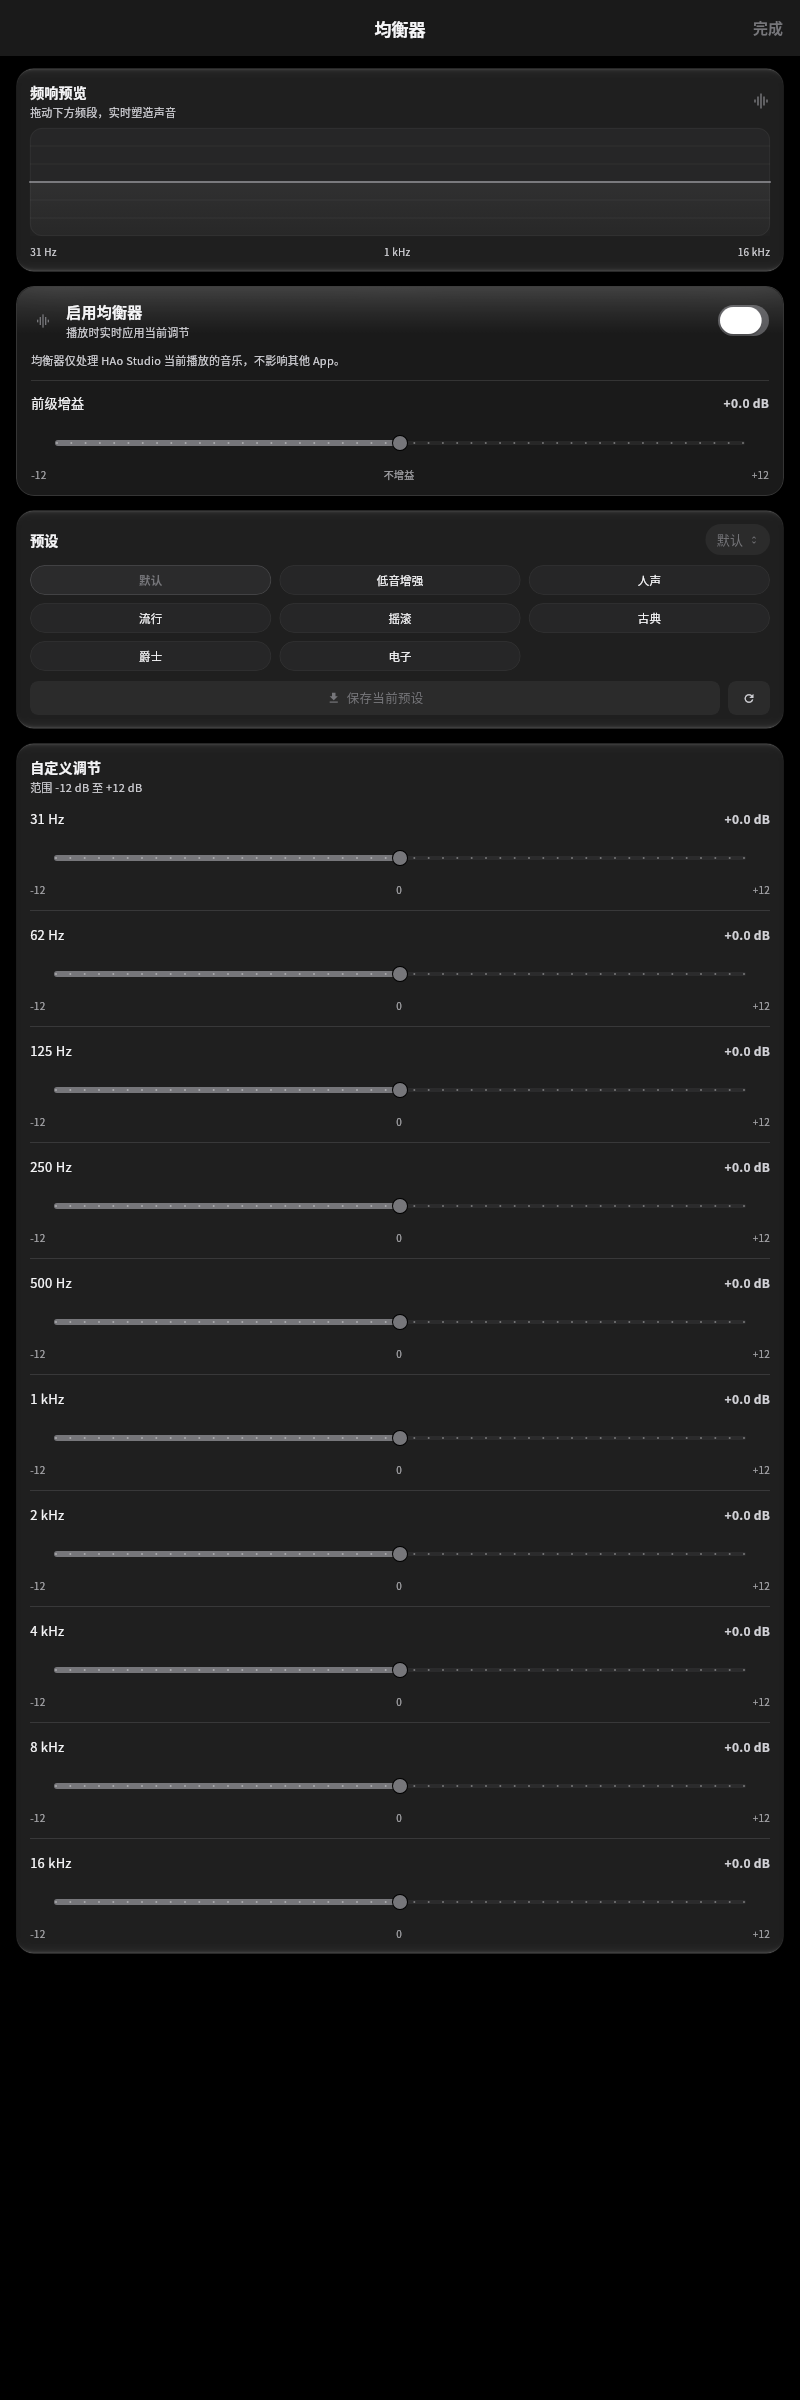 均衡器
完成
频响预览
拖动下方频段，实时塑造声音
31 Hz 1 kHz 16 kHz
启用均衡器
播放时实时应用当前调节
均衡器仅处理 HAo Studio 当前播放的音乐，不影响其他 App。
前级增益 +0.0 dB
-12 不增益 +12
预设 默认
默认 低音增强 人声
流行 摇滚 古典
爵士 电子
保存当前预设
自定义调节
范围 -12 dB 至 +12 dB
31 Hz +0.0 dB
-12 0 +12
62 Hz +0.0 dB
-12 0 +12
125 Hz +0.0 dB
-12 0 +12
250 Hz +0.0 dB
-12 0 +12
500 Hz +0.0 dB
-12 0 +12
1 kHz +0.0 dB
-12 0 +12
2 kHz +0.0 dB
-12 0 +12
4 kHz +0.0 dB
-12 0 +12
8 kHz +0.0 dB
-12 0 +12
16 kHz +0.0 dB
-12 0 +12